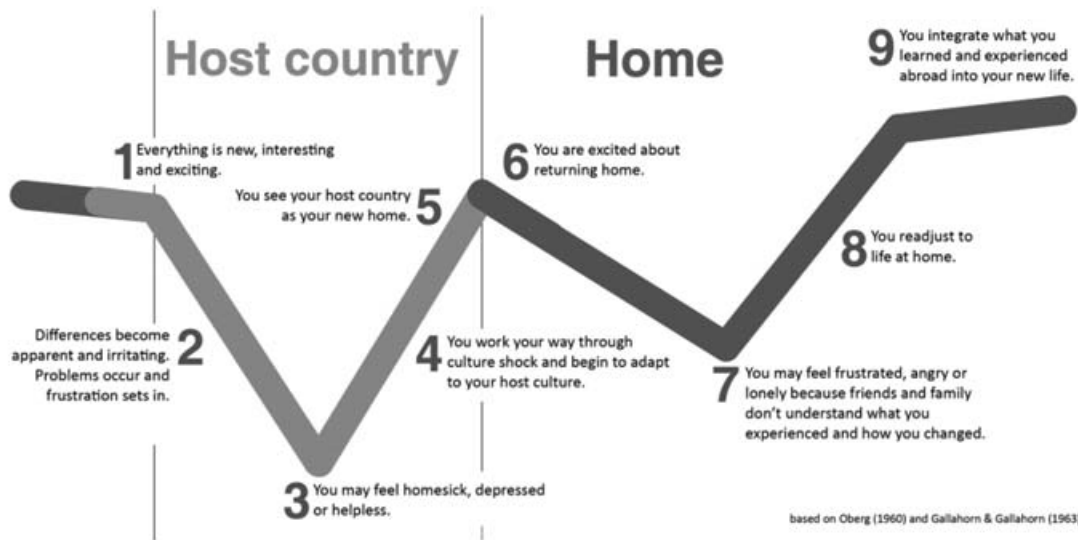 Host country
Home
1 Everything is new, interesting
and exciting.
Differences become
apparent and irritating. 2
Problems occur and
frustration sets in.
3 You may feel homesick, depressed
or helpless.
4 You work your way through
culture shock and begin to adapt
to your host culture.
You see your host country
as your new home. 5
6 You are excited about
returning home.
7 You may feel frustrated, angry or
lonely because friends and family
don't understand what you
experienced and how you changed.
8 You readjust to
life at home.
9 You integrate what you
learned and experienced
abroad into your new life.
based on Oberg (1960) and Gallahorn & Gallahorn (1963)